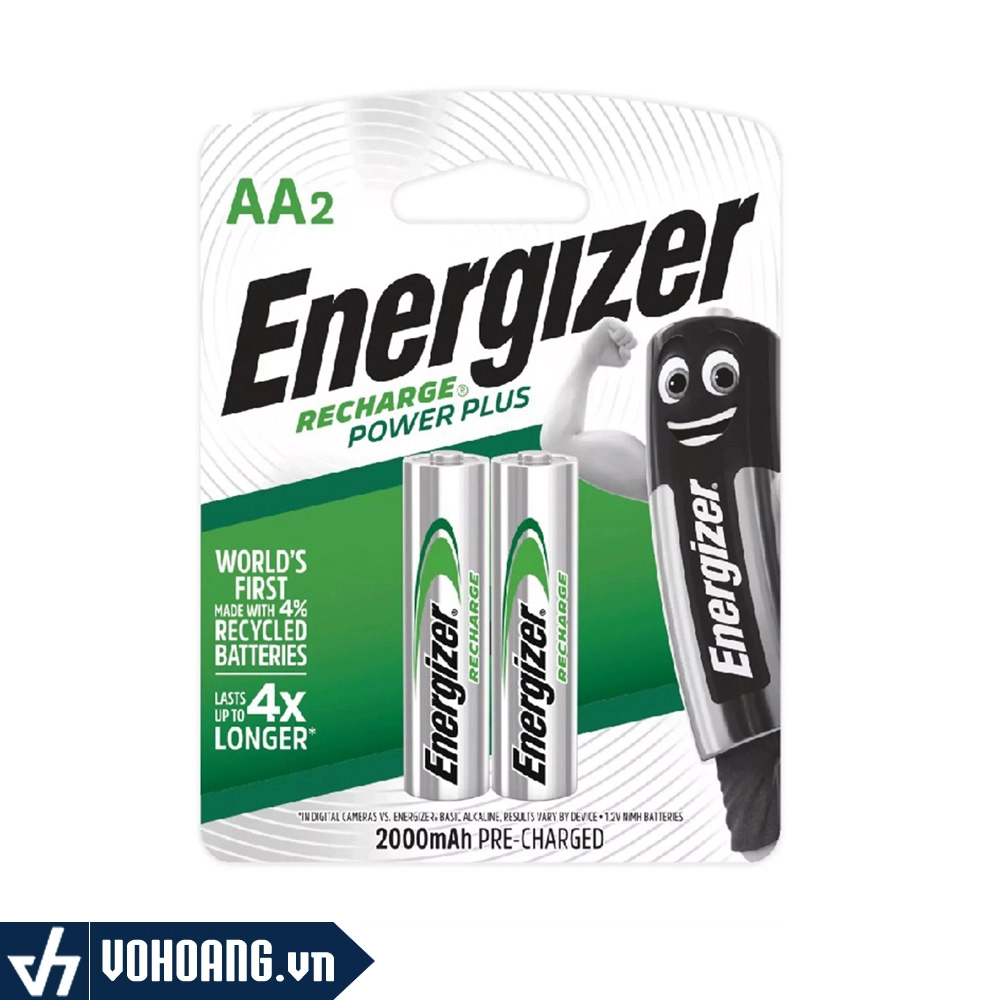 VOHOANG.VN
AA2
Energizer
RECHARGE®
POWER PLUS
WORLD'S
FIRST
MADE WITH 4%
RECYCLED
BATTERIES
LASTS
UP TO 4X
LONGER*
Energizer®
RECHARGE
Energizer®
RECHARGE
Energizer®
*IN DIGITAL CAMERAS VS. ENERGIZER® BASIC ALKALINE, RESULTS VARY BY DEVICE • 1.2V NIMH BATTERIES
2000mAh PRE-CHARGED
VOHOANG.vn